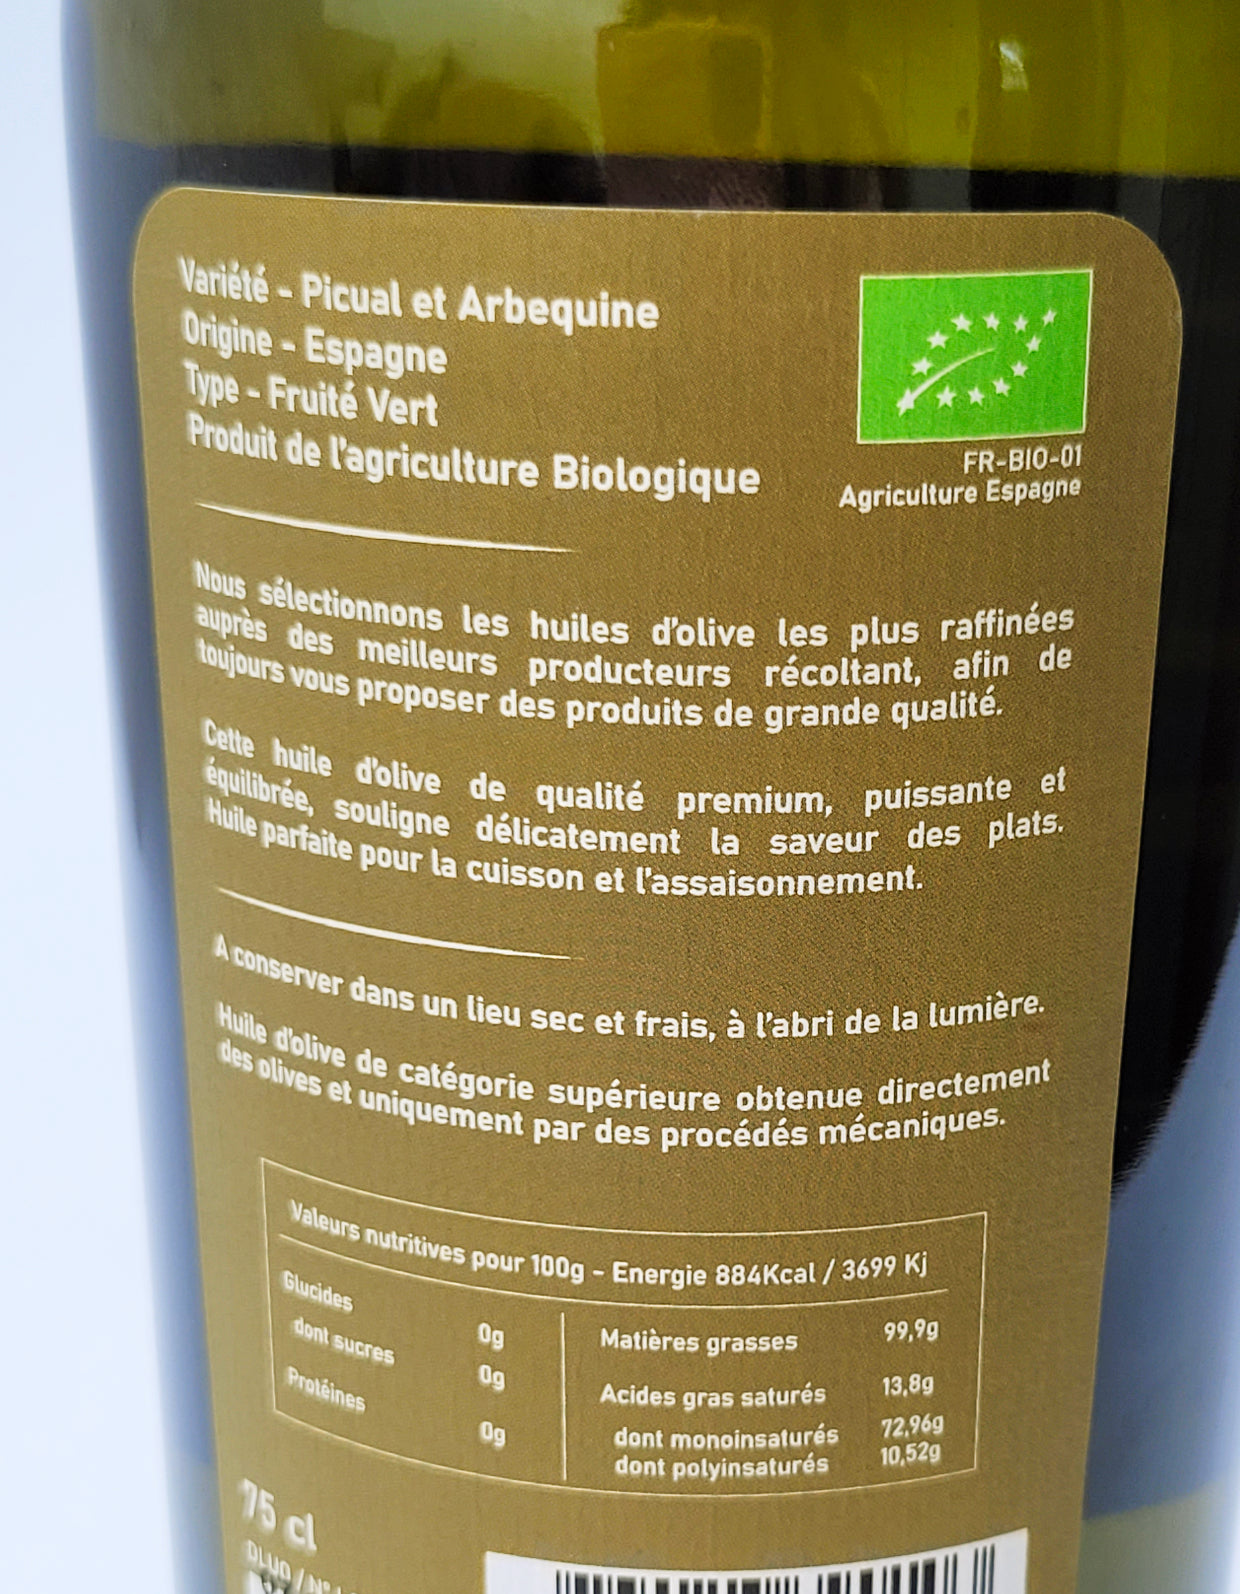 Variété - Picual et Arbequine
Origine - Espagne
Type - Fruité Vert
Produit de l'agriculture Biologique
FR-BIO-01
Agriculture Espagne
Nous sélectionnons les huiles d'olive les plus raffinées
auprès des meilleurs producteurs récoltant, afin de
toujours vous proposer des produits de grande qualité.
Cette huile d'olive de qualité premium, puissante et
équilibrée, souligne délicatement la saveur des plats.
Huile parfaite pour la cuisson et l'assaisonnement.
A conserver dans un lieu sec et frais, à l'abri de la lumière.
Huile d'olive de catégorie supérieure obtenue directement
des olives et uniquement par des procédés mécaniques.
Valeurs nutritives pour 100g - Energie 884Kcal / 3699 Kj
Glucides 0g
dont sucres 0g
Protéines 0g
Matières grasses 99,9g
Acides gras saturés 13,8g
dont monoinsaturés 72,96g
dont polyinsaturés 10,52g
75 cl
DLUO / N°